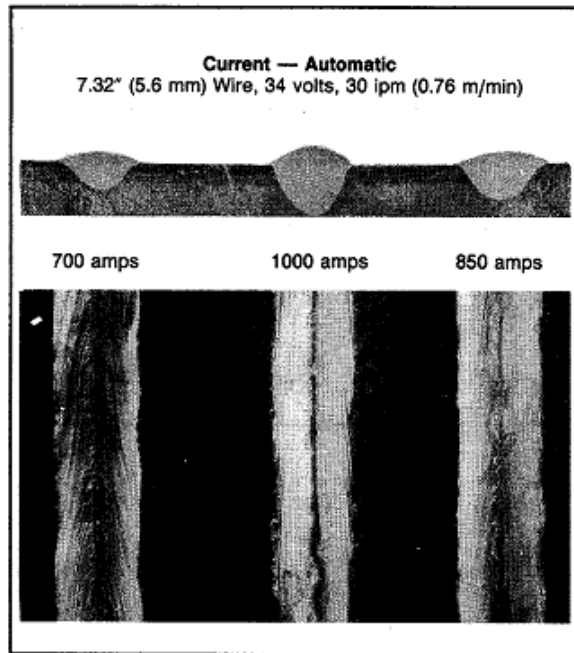 Current — Automatic
7.32″ (5.6 mm) Wire, 34 volts, 30 ipm (0.76 m/min)
700 amps
1000 amps
850 amps